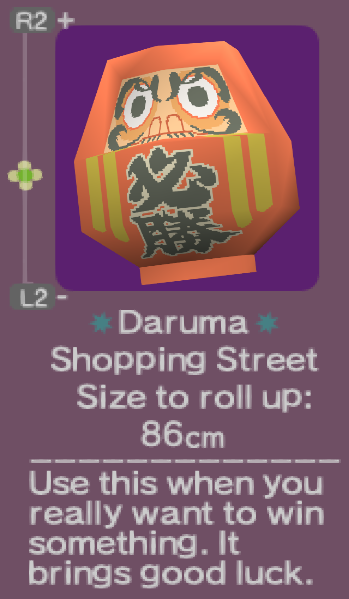 R2 +
必勝
L2 -
Daruma
Shopping Street
Size to roll up:
86cm
Use this when you
really want to win
something. It
brings good luck.